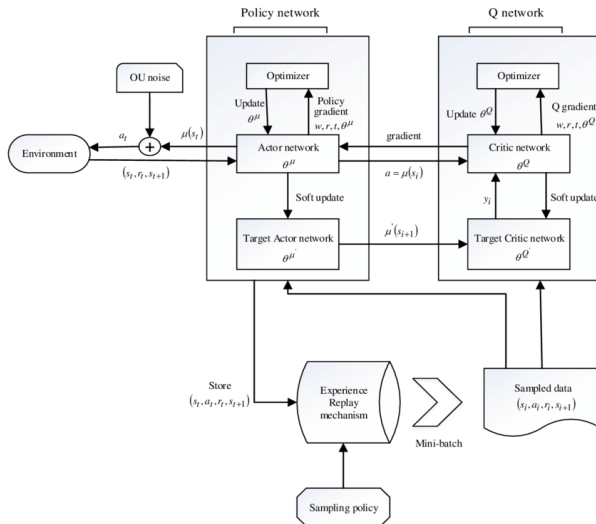 Policy network
Q network
OU noise
Optimizer
Optimizer
Update
θ^μ
Policy
gradient
w,r,t,θ^μ
Update θ^Q
Q gradient
w,r,t,θ^Q
a_t
μ(s_t)
Environment
+
(s_t,r_t,s_{t+1})
Actor network
θ^μ
gradient
a = μ(s_i)
Critic network
θ^Q
Soft update
y_i
Soft update
Target Actor network
θ^{μ'}
μ'(s_{i+1})
Target Critic network
θ^{Q'}
Store
(s_t,a_t,r_t,s_{t+1})
Experience
Replay
mechanism
Mini-batch
Sampled data
(s_i,a_i,r_i,s_{i+1})
Sampling policy